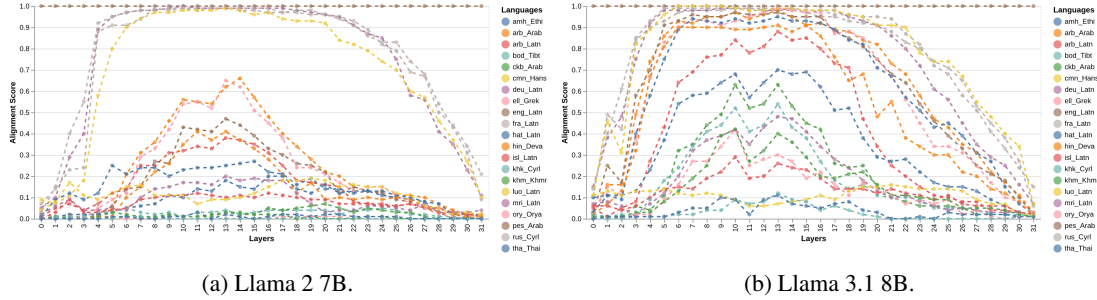 Alignment Score
1.0
0.9
0.8
0.7
0.6
0.5
0.4
0.3
0.2
0.1
0.0
0 1 2 3 4 5 6 7 8 9 10 11 12 13 14 15 16 17 18 19 20 21 22 23 24 25 26 27 28 29 30 31
Layers
Languages
amh_Ethi
arb_Arab
arb_Latn
bod_Tibt
ckb_Arab
cmn_Hans
deu_Latn
ell_Grek
eng_Latn
fra_Latn
hat_Latn
hin_Deva
isl_Latn
khk_Cyrl
khm_Khmr
luo_Latn
mri_Latn
ory_Orya
pes_Arab
rus_Cyrl
tha_Thai
(a) Llama 2 7B.
Alignment Score
1.0
0.9
0.8
0.7
0.6
0.5
0.4
0.3
0.2
0.1
0.0
0 1 2 3 4 5 6 7 8 9 10 11 12 13 14 15 16 17 18 19 20 21 22 23 24 25 26 27 28 29 30 31
Layers
Languages
amh_Ethi
arb_Arab
arb_Latn
bod_Tibt
ckb_Arab
cmn_Hans
deu_Latn
ell_Grek
eng_Latn
fra_Latn
hat_Latn
hin_Deva
isl_Latn
khk_Cyrl
khm_Khmr
luo_Latn
mri_Latn
ory_Orya
pes_Arab
rus_Cyrl
tha_Thai
(b) Llama 3.1 8B.